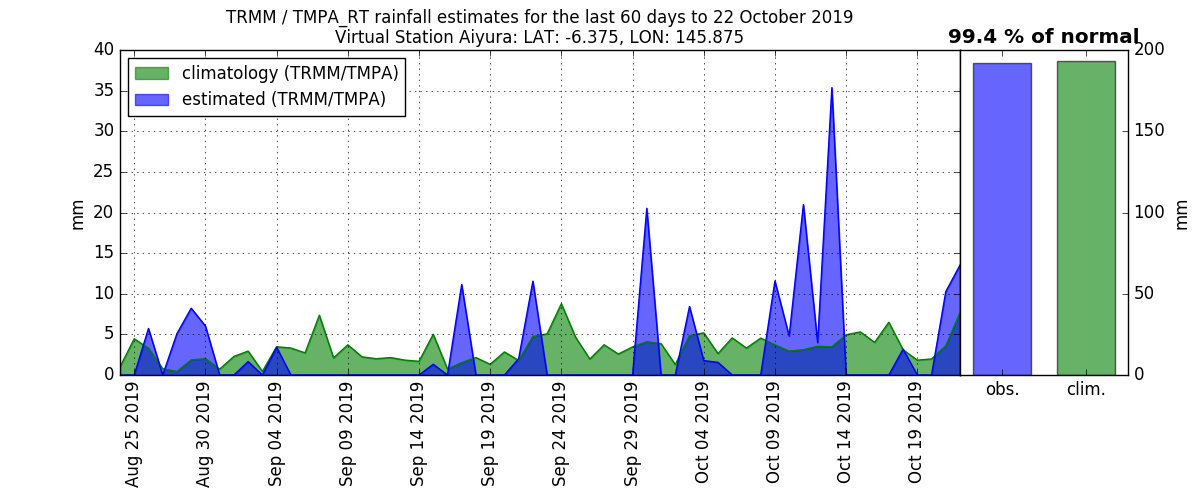 TRMM / TMPA_RT rainfall estimates for the last 60 days to 22 October 2019
Virtual Station Aiyura: LAT: -6.375, LON: 145.875
99.4 % of normal
climatology (TRMM/TMPA)
estimated (TRMM/TMPA)
mm
40
35
30
25
20
15
10
5
0
Aug 25 2019
Aug 30 2019
Sep 04 2019
Sep 09 2019
Sep 14 2019
Sep 19 2019
Sep 24 2019
Sep 29 2019
Oct 04 2019
Oct 09 2019
Oct 14 2019
Oct 19 2019
obs.
clim.
200
150
100
50
0
mm